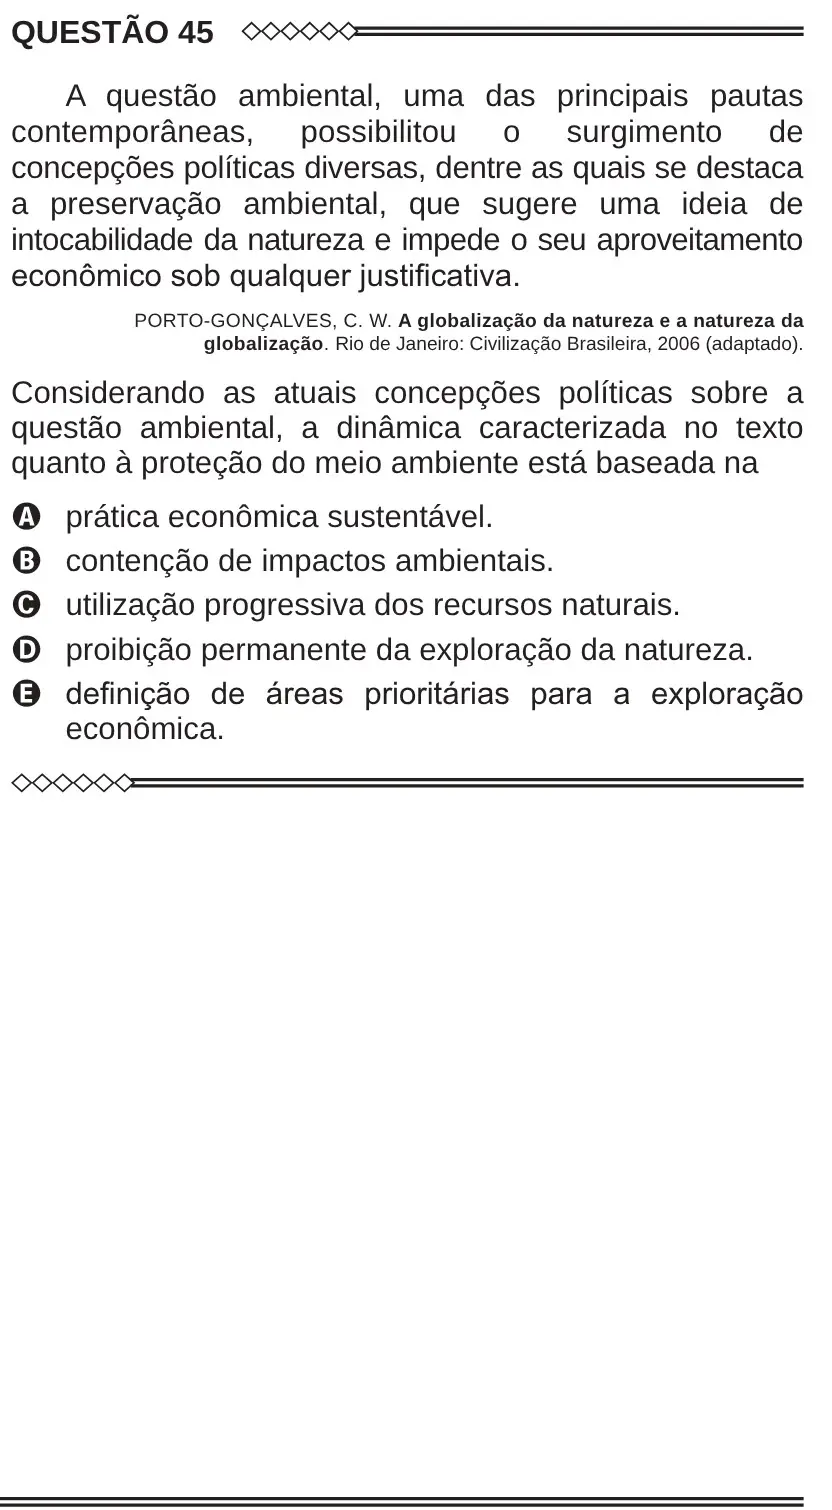 QUESTÃO 45
A questão ambiental, uma das principais pautas
contemporâneas, possibilitou o surgimento de
concepções políticas diversas, dentre as quais se destaca
a preservação ambiental, que sugere uma ideia de
intocabilidade da natureza e impede o seu aproveitamento
econômico sob qualquer justificativa.
PORTO-GONÇALVES, C. W. A globalização da natureza e a natureza da
globalização. Rio de Janeiro: Civilização Brasileira, 2006 (adaptado).
Considerando as atuais concepções políticas sobre a
questão ambiental, a dinâmica caracterizada no texto
quanto à proteção do meio ambiente está baseada na
A prática econômica sustentável.
B contenção de impactos ambientais.
C utilização progressiva dos recursos naturais.
D proibição permanente da exploração da natureza.
E definição de áreas prioritárias para a exploração
econômica.